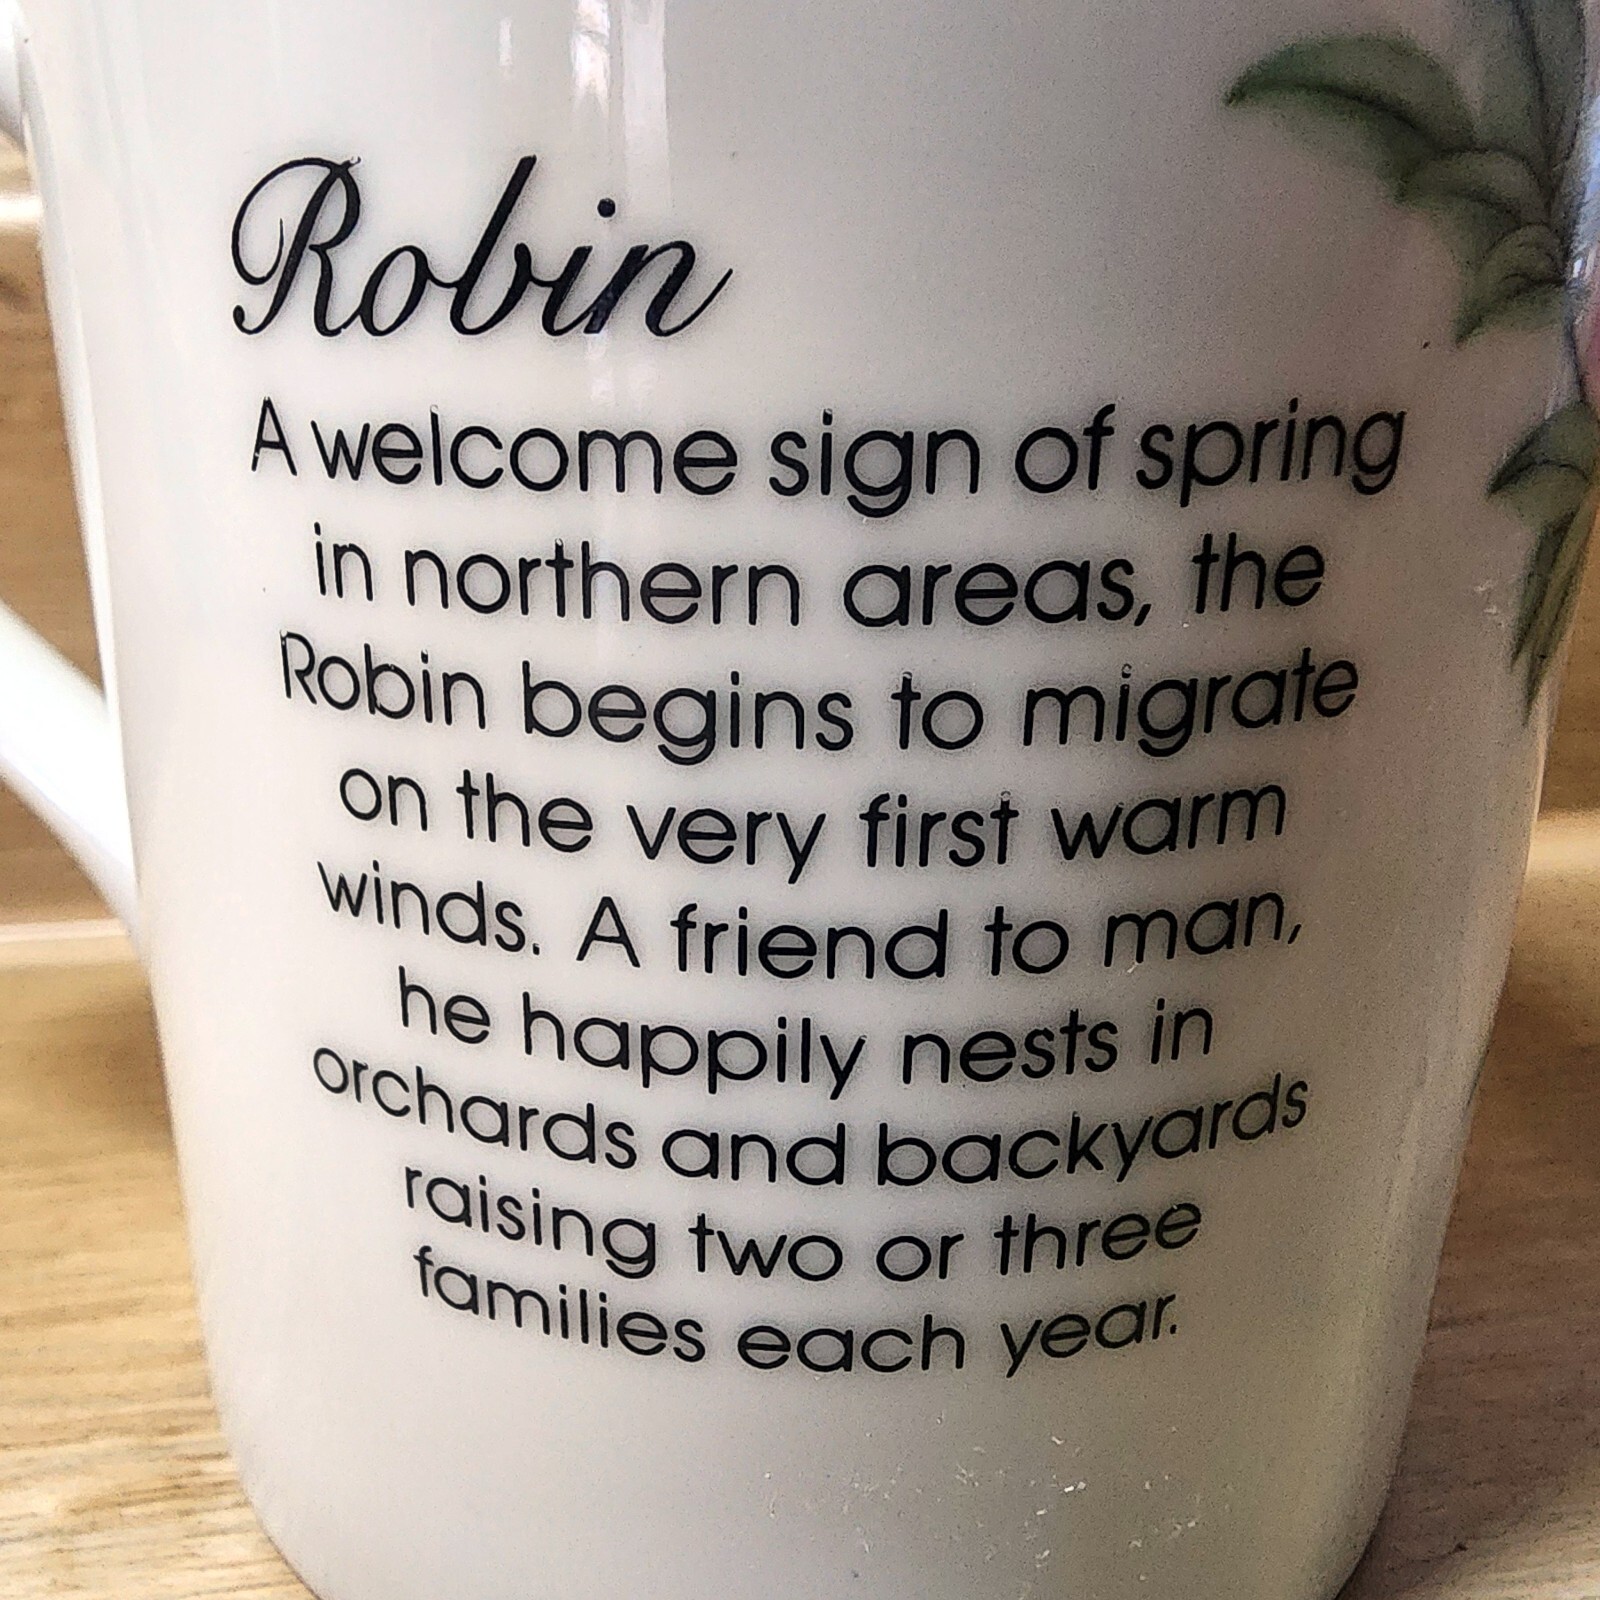 Robin
A welcome sign of spring
in northern areas, the
Robin begins to migrate
on the very first warm
winds. A friend to man,
he happily nests in
orchards and backyards
raising two or three
families each year.